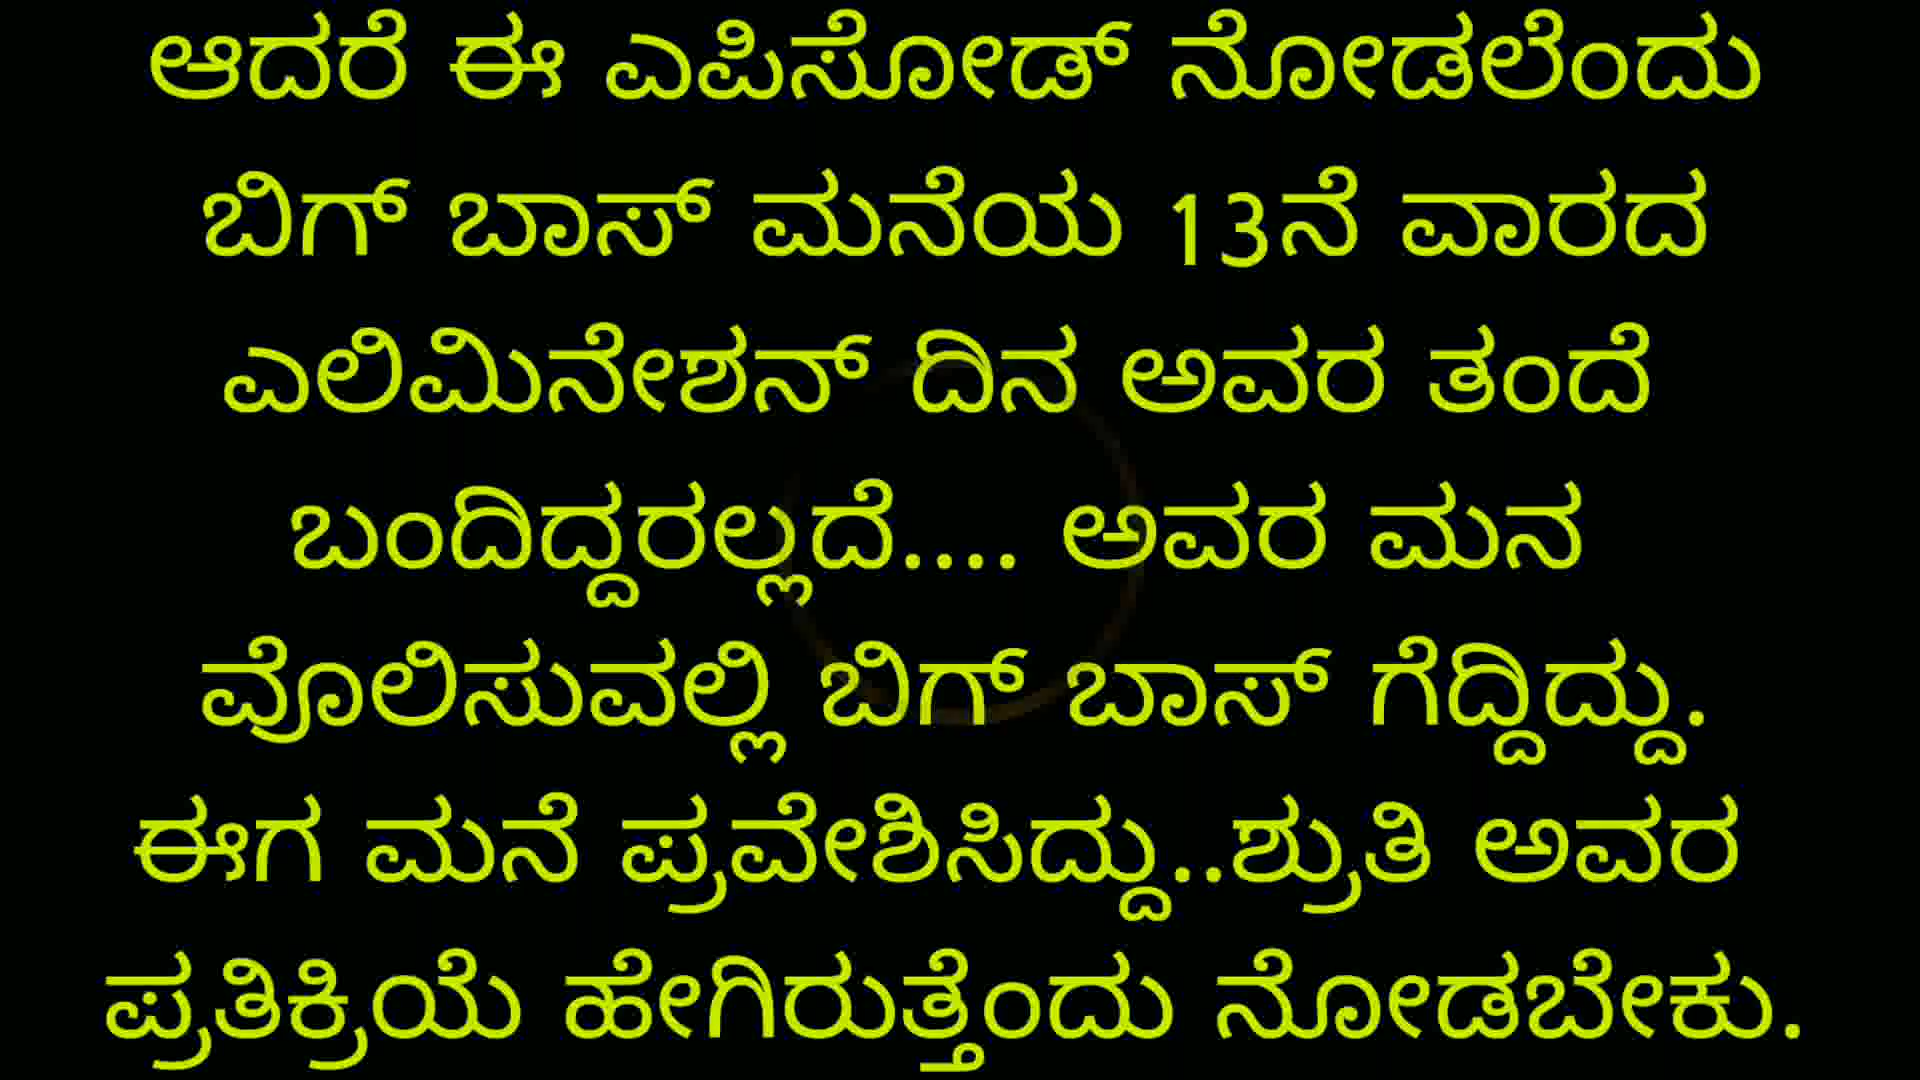 ಆದರೆ ಈ ಎಪಿಸೋಡ್ ನೋಡಲೆಂದು
ಬಿಗ್ ಬಾಸ್ ಮನೆಯ 13ನೆ ವಾರದ
ಎಲಿಮಿನೇಶನ್ ದಿನ ಅವರ ತಂದೆ
ಬಂದಿದ್ದರಲ್ಲದೆ.... ಅವರ ಮನ
ವೊಲಿಸುವಲ್ಲಿ ಬಿಗ್ ಬಾಸ್ ಗೆದ್ದಿದ್ದು.
ಈಗ ಮನೆ ಪ್ರವೇಶಿಸಿದ್ದು..ಶ್ರುತಿ ಅವರ
ಪ್ರತಿಕ್ರಿಯೆ ಹೇಗಿರುತ್ತೆಂದು ನೋಡಬೇಕು.